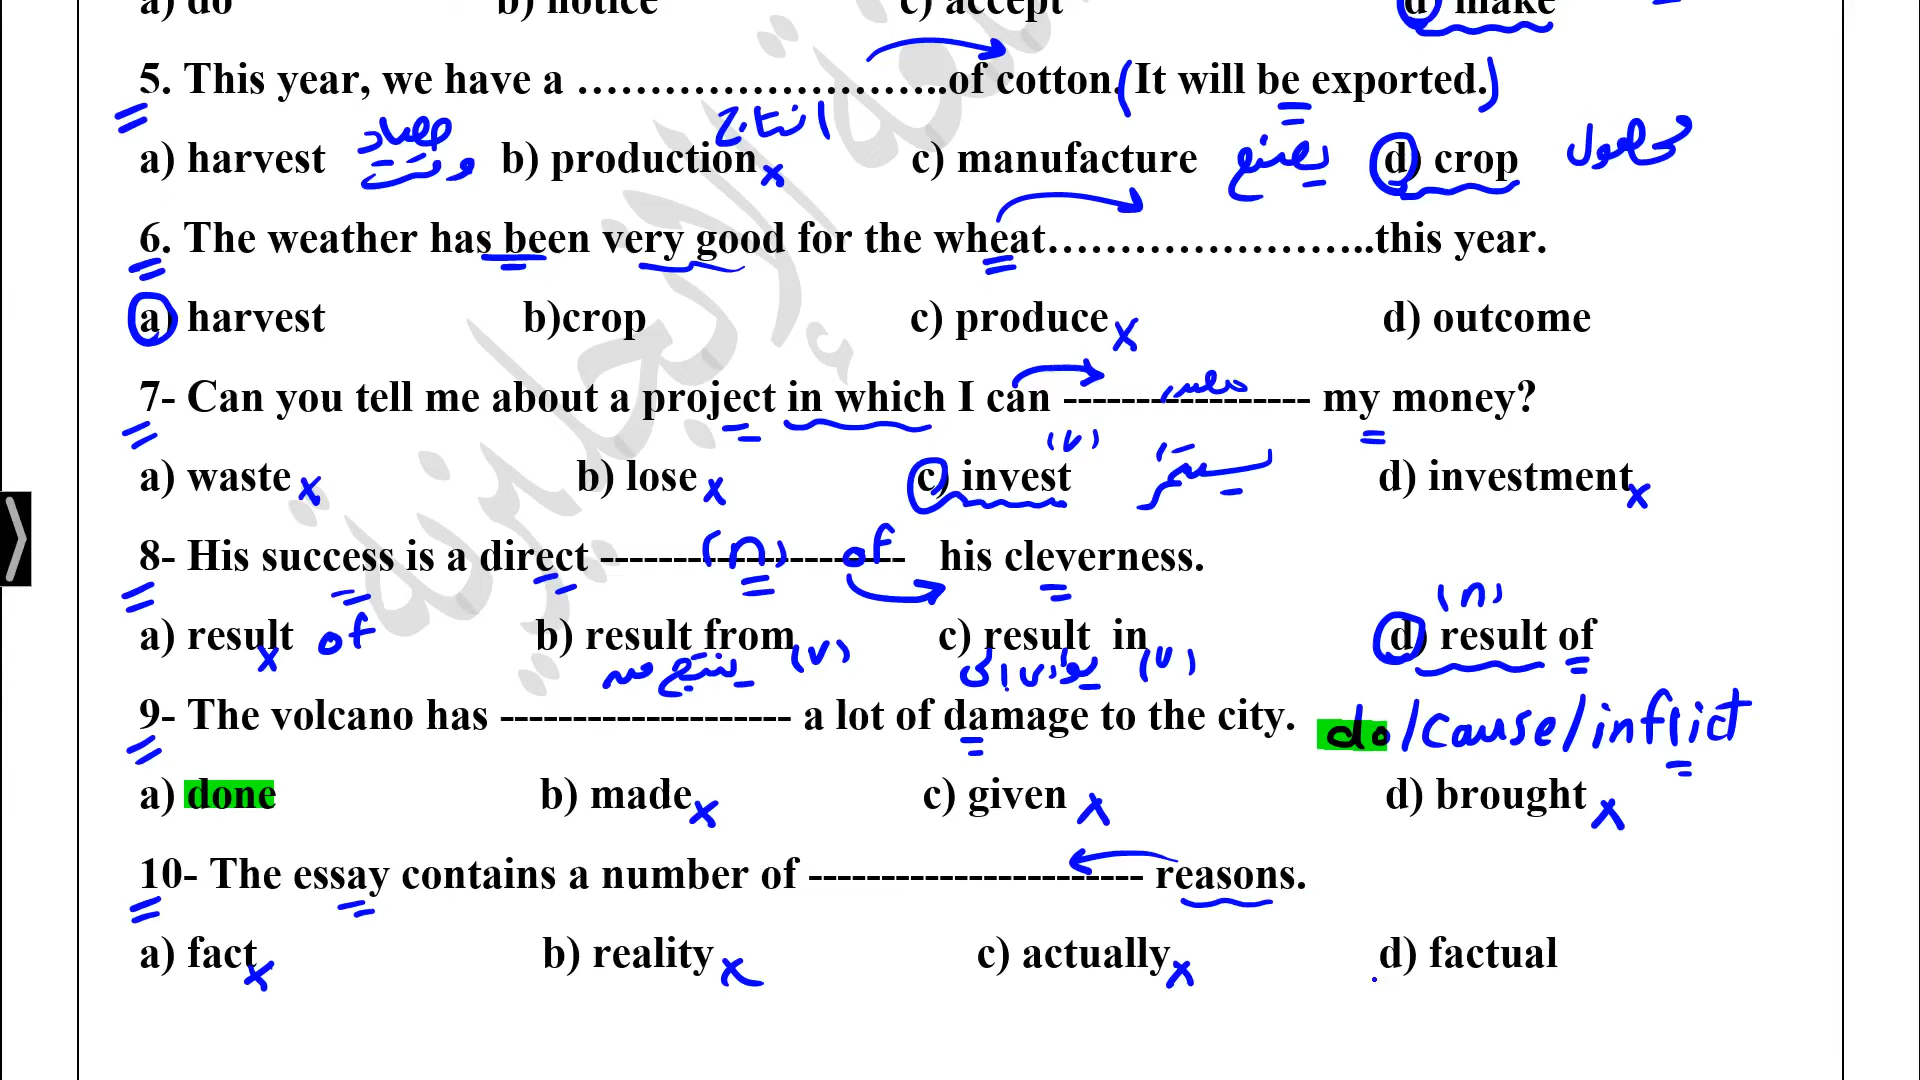 a) do b) notice c) accept d) make
5. This year, we have a ……………………..of cotton. (It will be exported.)
انتاج
a) harvest حصاد وقت b) production x c) manufacture يصنع d) crop محصول
6. The weather has been very good for the wheat…………………..this year.
a) harvest b)crop c) produce x d) outcome
7- Can you tell me about a project in which I can ----------------- my money?
(v)
a) waste x b) lose x c) invest يستثمر d) investment x
8- His success is a direct --------------------- his cleverness.
(n) of
(n)
a) result x of b) result from (v) c) result in (v) d) result of
ينتج من يؤدى الى
9- The volcano has -------------------- a lot of damage to the city. do/cause/inflict
a) done b) made x c) given x d) brought x
10- The essay contains a number of ----------------------- reasons.
a) fact x b) reality x c) actually x d) factual